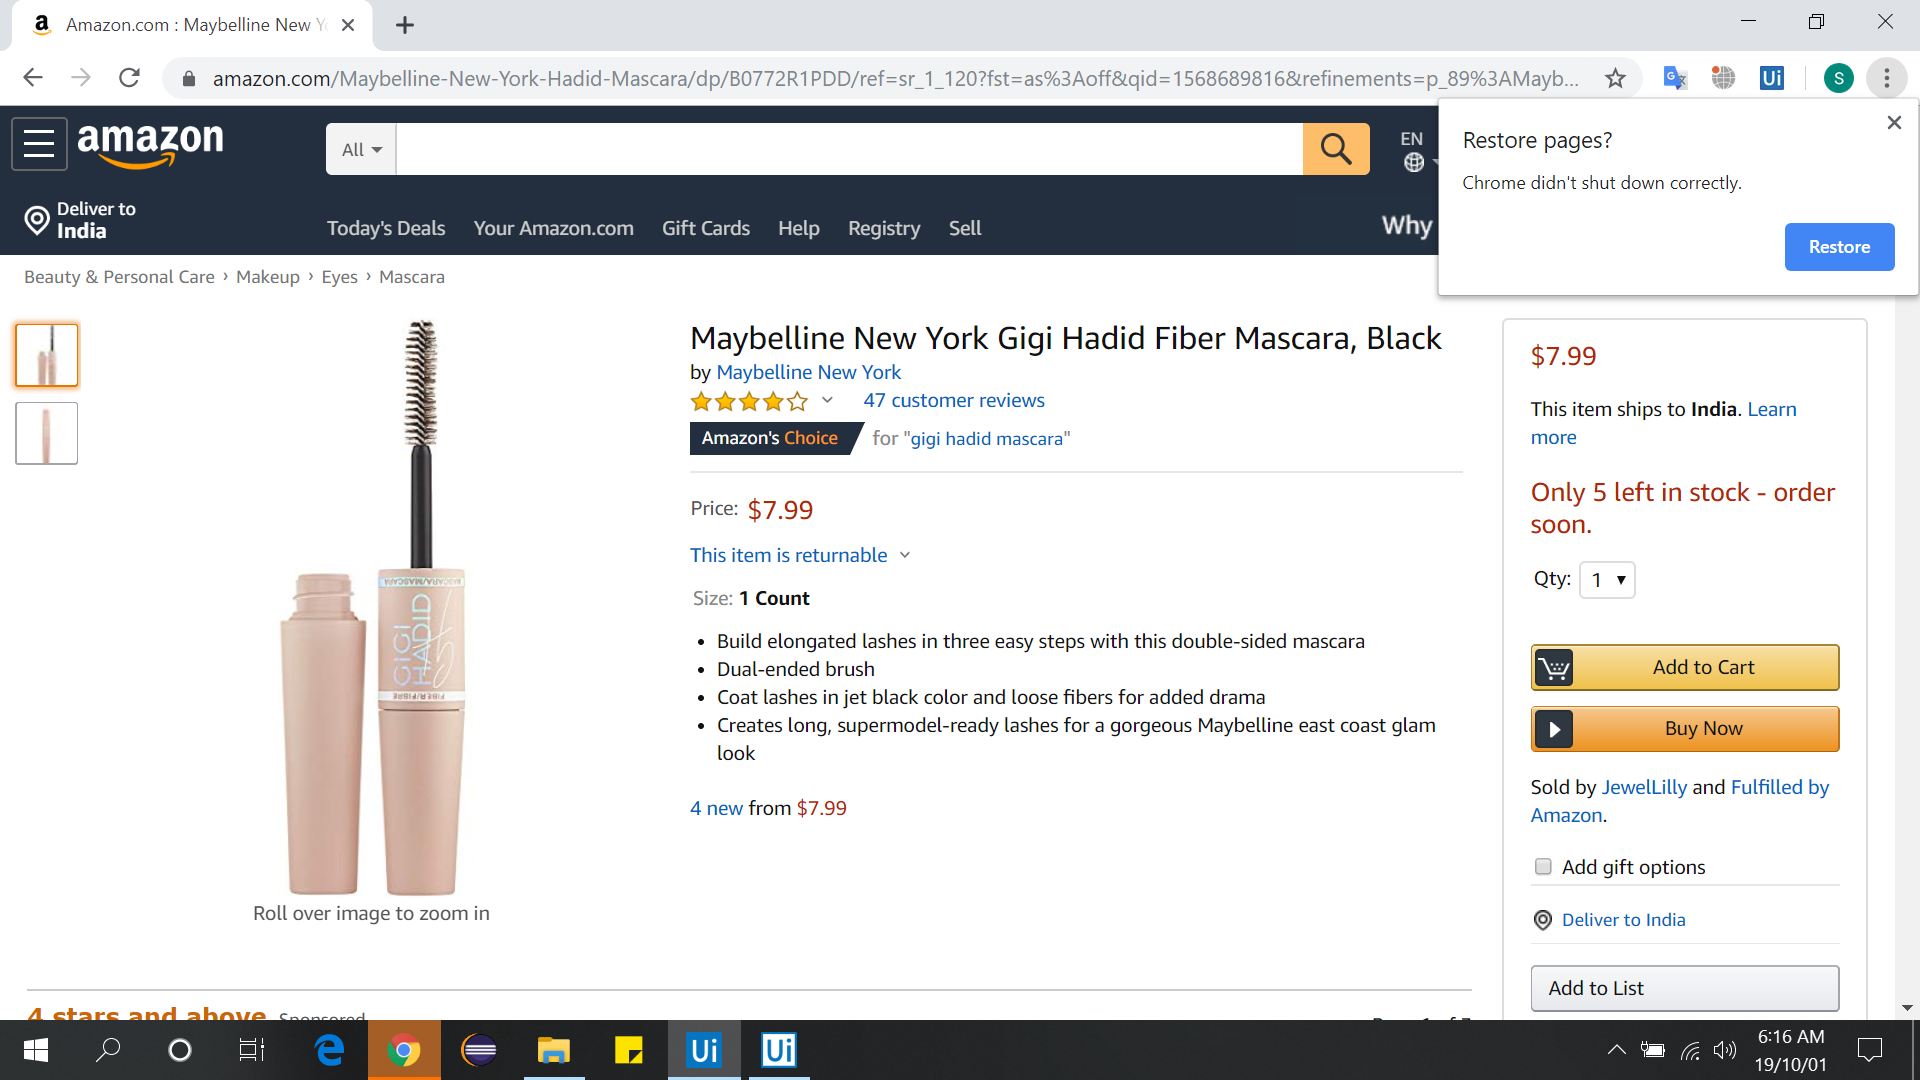 Amazon.com : Maybelline New Y
amazon.com/Maybelline-New-York-Hadid-Mascara/dp/B0772R1PDD/ref=sr_1_120?fst=as%3Aoff&qid=1568689816&refinements=p_89%3AMayb...
S
Restore pages?
Chrome didn't shut down correctly.
Restore
amazon
All
EN
Deliver to
India
Today's Deals Your Amazon.com Gift Cards Help Registry Sell
Why
Beauty & Personal Care › Makeup › Eyes › Mascara
Maybelline New York Gigi Hadid Fiber Mascara, Black
by Maybelline New York
47 customer reviews
Amazon's Choice for "gigi hadid mascara"
Price: $7.99
This item is returnable
Size: 1 Count
• Build elongated lashes in three easy steps with this double-sided mascara
• Dual-ended brush
• Coat lashes in jet black color and loose fibers for added drama
• Creates long, supermodel-ready lashes for a gorgeous Maybelline east coast glam
look
4 new from $7.99
GIGI
HADID
FIBER/FIBRE
Roll over image to zoom in
$7.99
This item ships to India. Learn
more
Only 5 left in stock - order
soon.
Qty: 1
Add to Cart
Buy Now
Sold by JewelLilly and Fulfilled by
Amazon.
Add gift options
Deliver to India
Add to List
4 stars and above Sponsored
Ui
Ui
Ui
6:16 AM
19/10/01